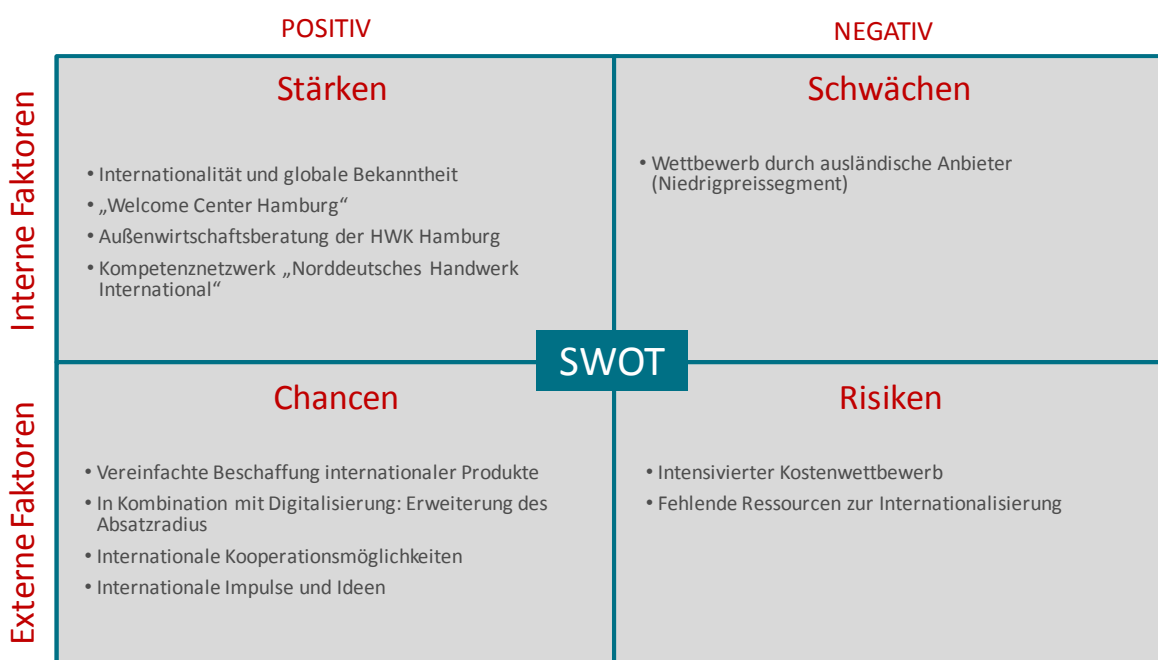 POSITIV
NEGATIV
Interne Faktoren
Stärken
• Internationalität und globale Bekanntheit
• „Welcome Center Hamburg“
• Außenwirtschaftsberatung der HWK Hamburg
• Kompetenznetzwerk „Norddeutsches Handwerk
International“
Schwächen
• Wettbewerb durch ausländische Anbieter
(Niedrigpreissegment)
SWOT
Externe Faktoren
Chancen
• Vereinfachte Beschaffung internationaler Produkte
• In Kombination mit Digitalisierung: Erweiterung des
Absatzradius
• Internationale Kooperationsmöglichkeiten
• Internationale Impulse und Ideen
Risiken
• Intensivierter Kostenwettbewerb
• Fehlende Ressourcen zur Internationalisierung